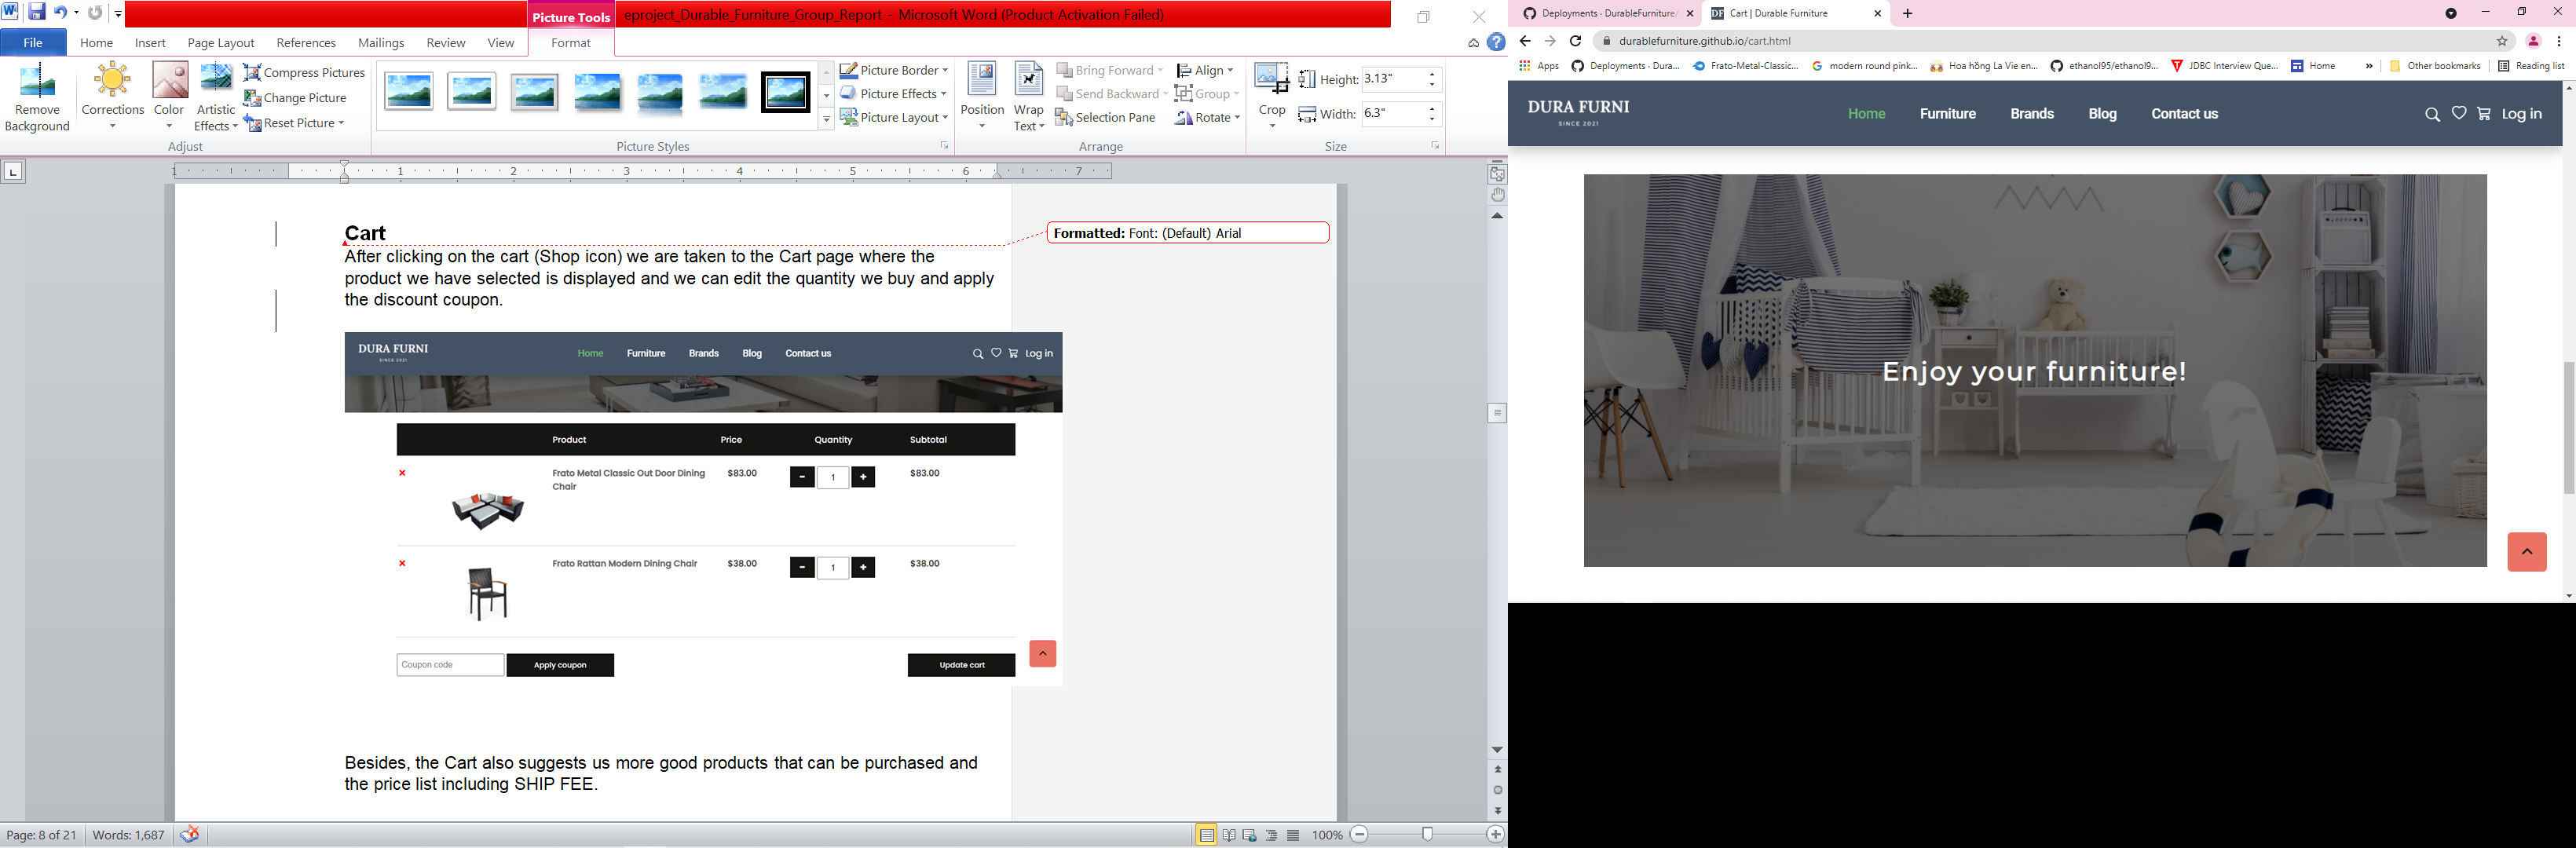 Picture Tools
eproject_Durable_Furniture_Group_Report - Microsoft Word (Product Activation Failed)
File Home Insert Page Layout References Mailings Review View Format
Remove Background
Corrections
Color
Artistic Effects
Compress Pictures
Change Picture
Reset Picture
Adjust
Picture Styles
Picture Border
Picture Effects
Picture Layout
Position
Wrap Text
Bring Forward
Send Backward
Selection Pane
Align
Group
Rotate
Arrange
Crop
Height: 3.13"
Width: 6.3"
Size
1 1 2 3 4 5 6 7
Cart
Formatted: Font: (Default) Arial
After clicking on the cart (Shop icon) we are taken to the Cart page where the
product we have selected is displayed and we can edit the quantity we buy and apply
the discount coupon.
DURA FURNI
SINCE 2021
Home Furniture Brands Blog Contact us Log in
Product Price Quantity Subtotal
Frato Metal Classic Out Door Dining $83.00 - 1 + $83.00
Chair
Frato Rattan Modern Dining Chair $38.00 - 1 + $38.00
Coupon code Apply coupon Update cart
Besides, the Cart also suggests us more good products that can be purchased and
the price list including SHIP FEE.
Page: 8 of 21 Words: 1,687 100%
Deployments · DurableFurniture/ Cart | Durable Furniture
durablefurniture.github.io/cart.html
Apps Deployments · Dura... Frato-Metal-Classic... modern round pink... Hoa hồng La Vie en... ethanol95/ethanol9... JDBC Interview Que... Home » Other bookmarks Reading list
DURA FURNI
SINCE 2021
Home Furniture Brands Blog Contact us Log in
Enjoy your furniture!